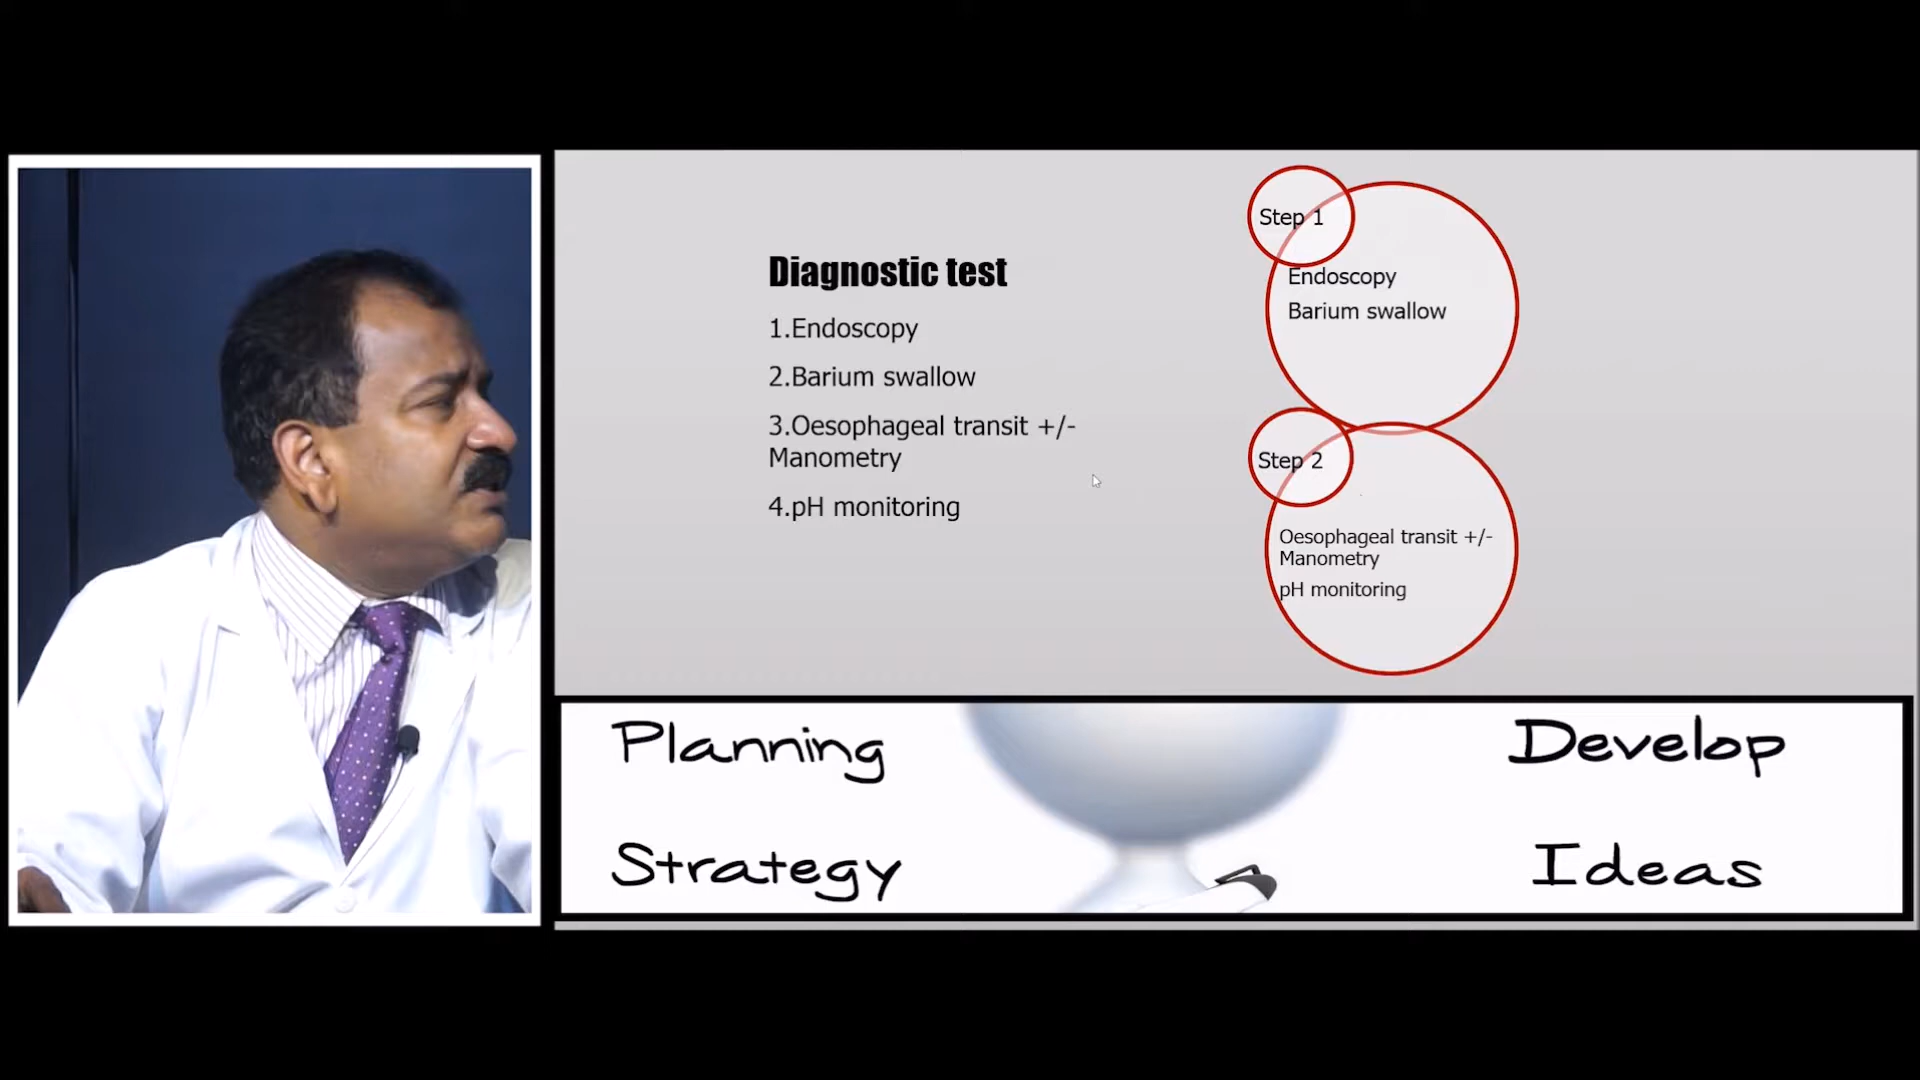 Diagnostic test
1.Endoscopy
2.Barium swallow
3.Oesophageal transit +/-
Manometry
4.pH monitoring
Step 1
Endoscopy
Barium swallow
Step 2
Oesophageal transit +/-
Manometry
pH monitoring
Planning
Develop
Strategy
Ideas